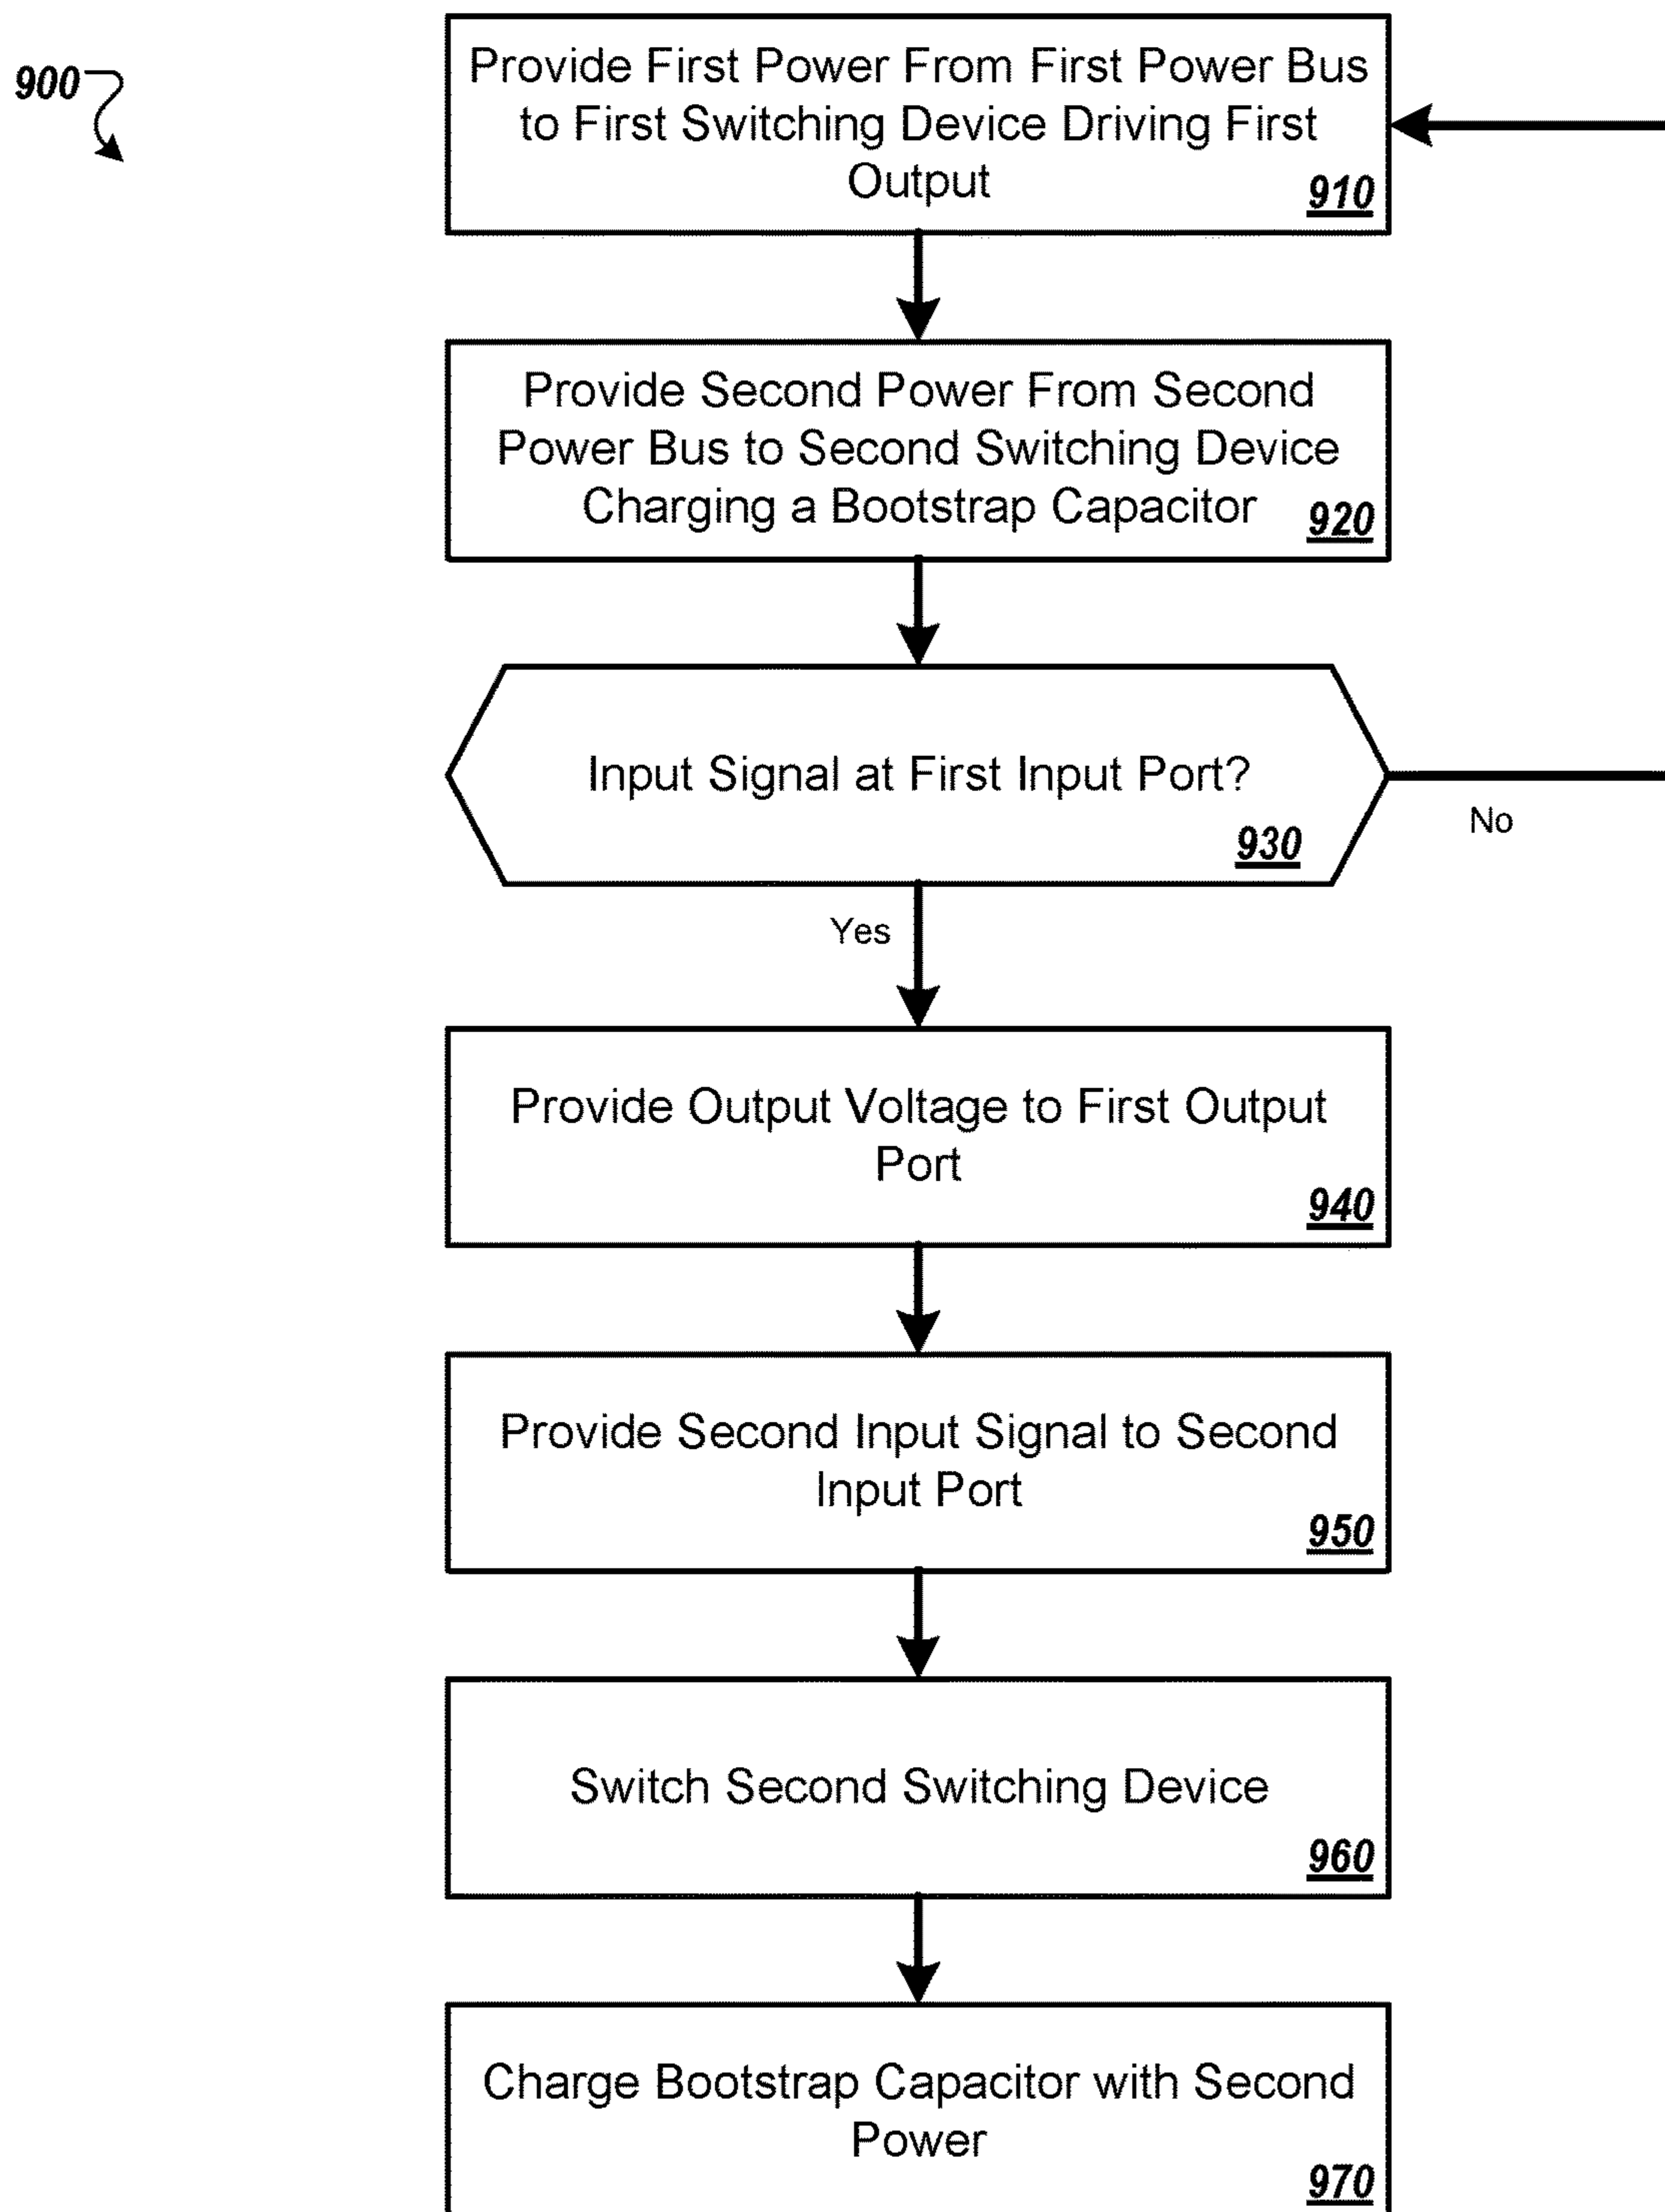 900
Provide First Power From First Power Bus
to First Switching Device Driving First
Output
910
Provide Second Power From Second
Power Bus to Second Switching Device
Charging a Bootstrap Capacitor
920
Input Signal at First Input Port?
930
No
Yes
Provide Output Voltage to First Output
Port
940
Provide Second Input Signal to Second
Input Port
950
Switch Second Switching Device
960
Charge Bootstrap Capacitor with Second
Power
970